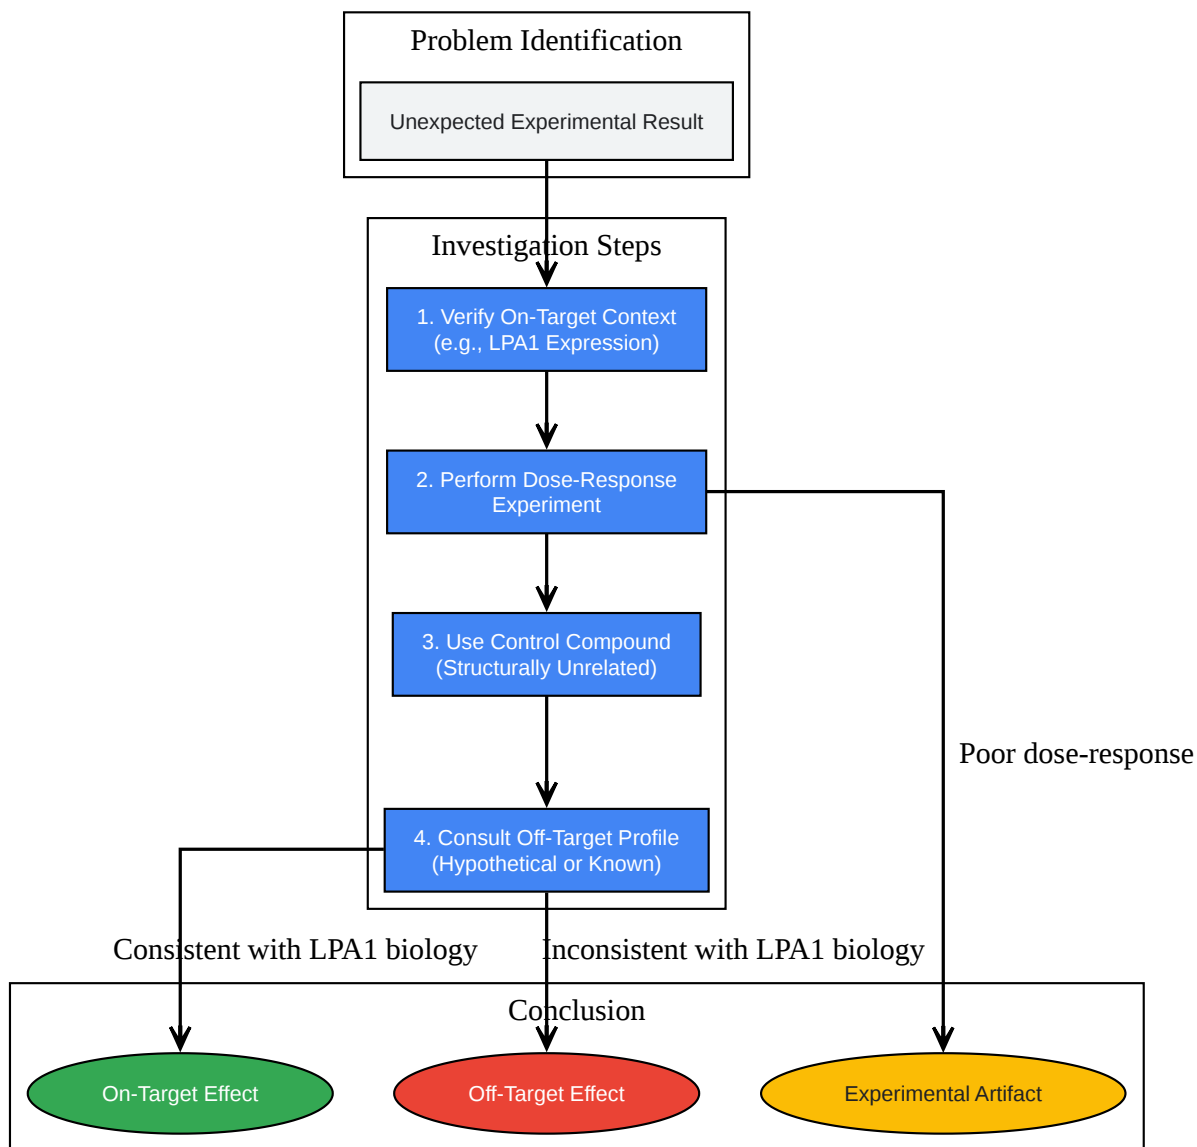 Problem Identification
Unexpected Experimental Result
Investigation Steps
1. Verify On-Target Context
(e.g., LPA1 Expression)
2. Perform Dose-Response
Experiment
3. Use Control Compound
(Structurally Unrelated)
Poor dose-response
4. Consult Off-Target Profile
(Hypothetical or Known)
Consistent with LPA1 biology
Inconsistent with LPA1 biology
Conclusion
On-Target Effect
Off-Target Effect
Experimental Artifact